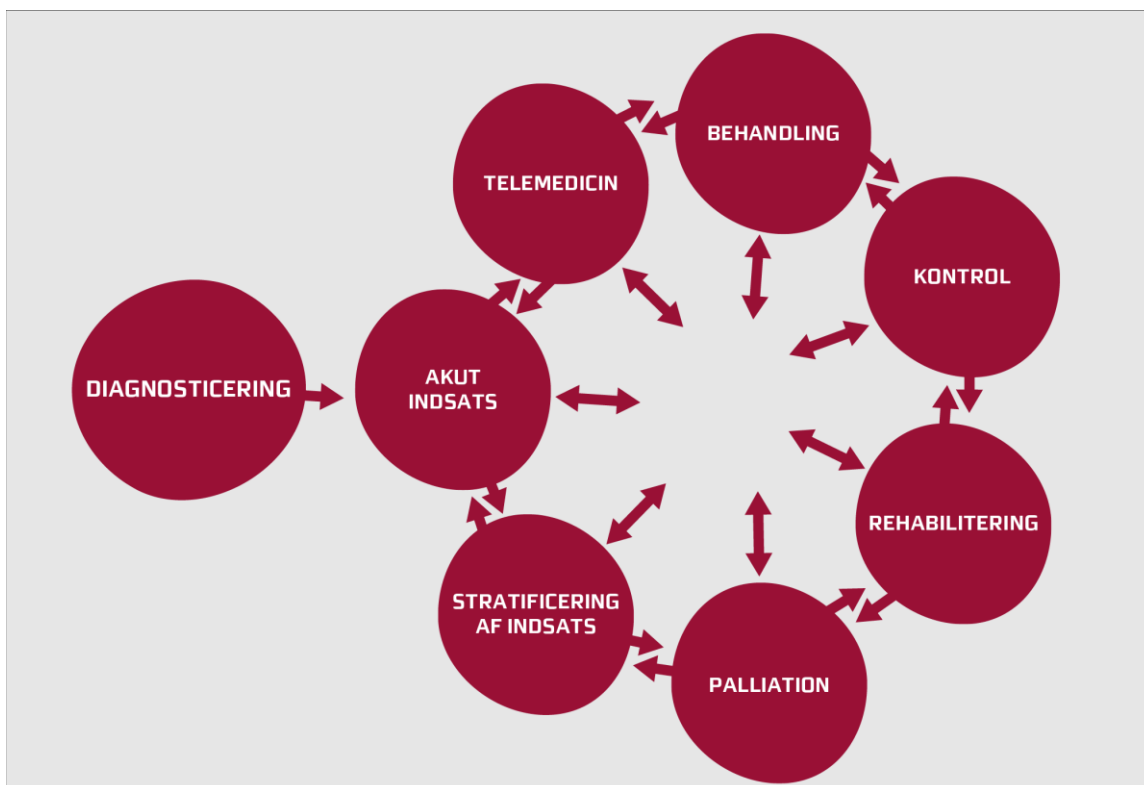 TELEMEDICIN
BEHANDLING
KONTROL
DIAGNOSTICERING
AKUT
INDSATS
REHABILITERING
STRATIFICERING
AF INDSATS
PALLIATION